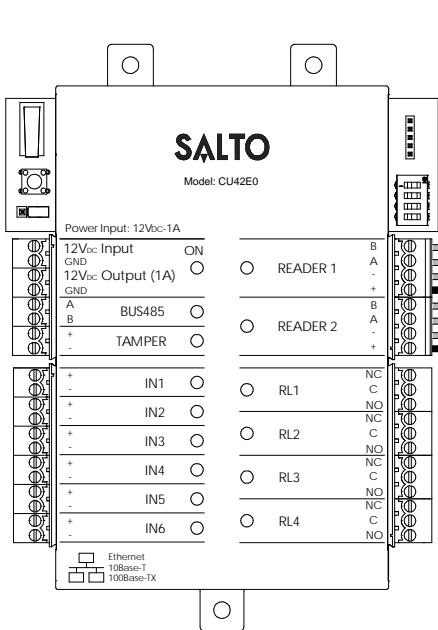 SALTO
Model: CU42E0
Power Input: 12VDC-1A
12VDC Input
GND
12VDC Output (1A)
GND
ON
A
B
BUS485
+
-
TAMPER
+
-
IN1
+
-
IN2
+
-
IN3
+
-
IN4
+
-
IN5
+
-
IN6
READER 1
B
A
-
+
READER 2
B
A
-
+
RL1
NC
C
NO
RL2
NC
C
NO
RL3
NC
C
NO
RL4
NC
C
NO
Ethernet
10Base-T
100Base-TX